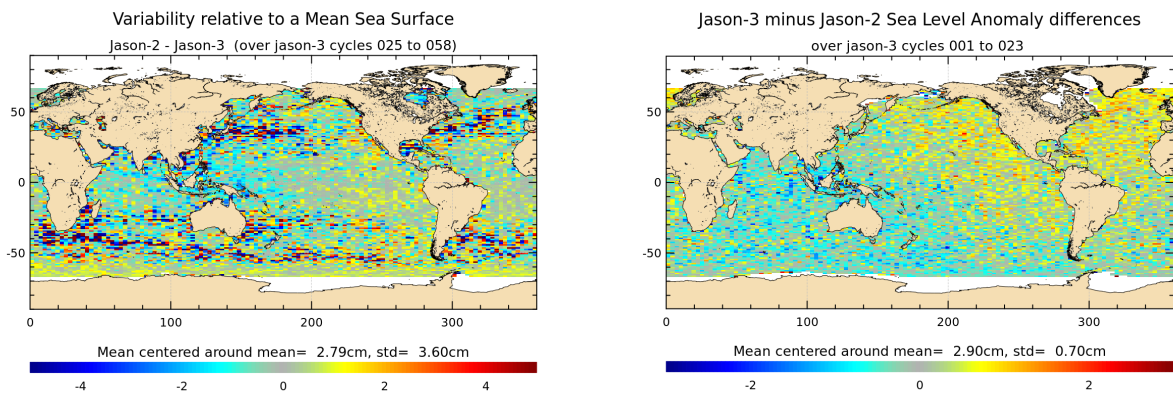 Variability relative to a Mean Sea Surface
Jason-2 - Jason-3 (over jason-3 cycles 025 to 058)
50
0
-50
0 100 200 300
Mean centered around mean= 2.79cm, std= 3.60cm
-4 -2 0 2 4
Jason-3 minus Jason-2 Sea Level Anomaly differences
over jason-3 cycles 001 to 023
50
0
-50
0 100 200 300
Mean centered around mean= 2.90cm, std= 0.70cm
-2 0 2